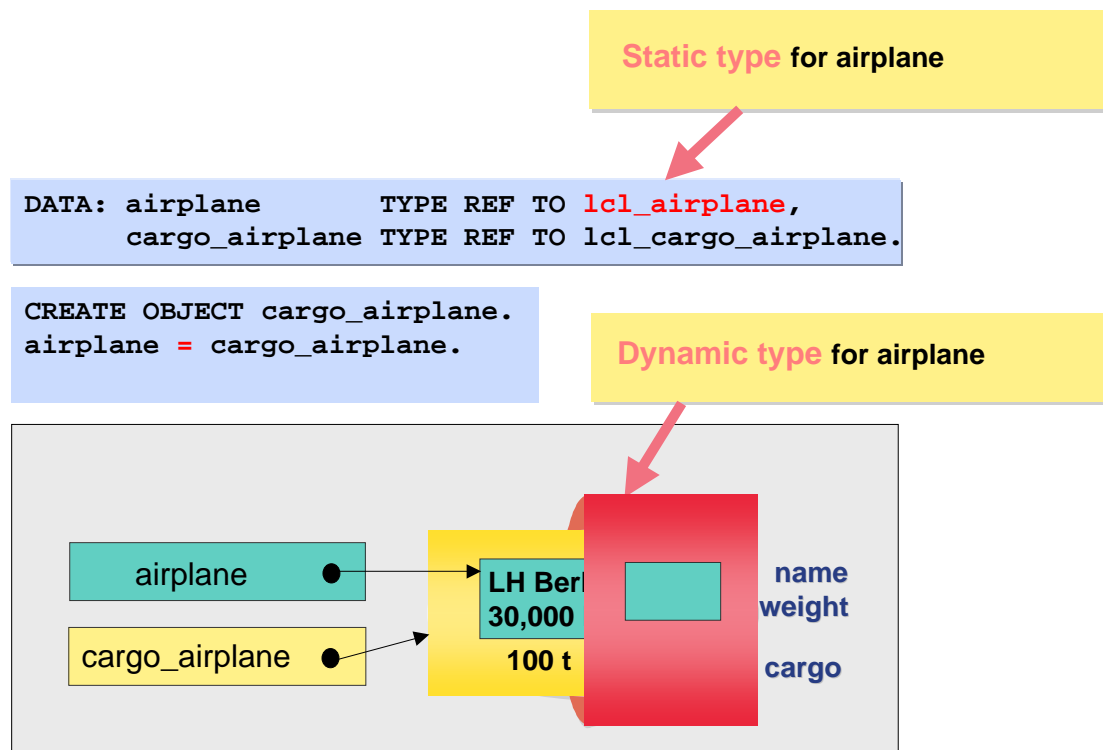 Static type for airplane
DATA: airplane TYPE REF TO lcl_airplane,
cargo_airplane TYPE REF TO lcl_cargo_airplane.
CREATE OBJECT cargo_airplane.
airplane = cargo_airplane.
Dynamic type for airplane
airplane
cargo_airplane
LH
30,000
100 t
name
weight
cargo